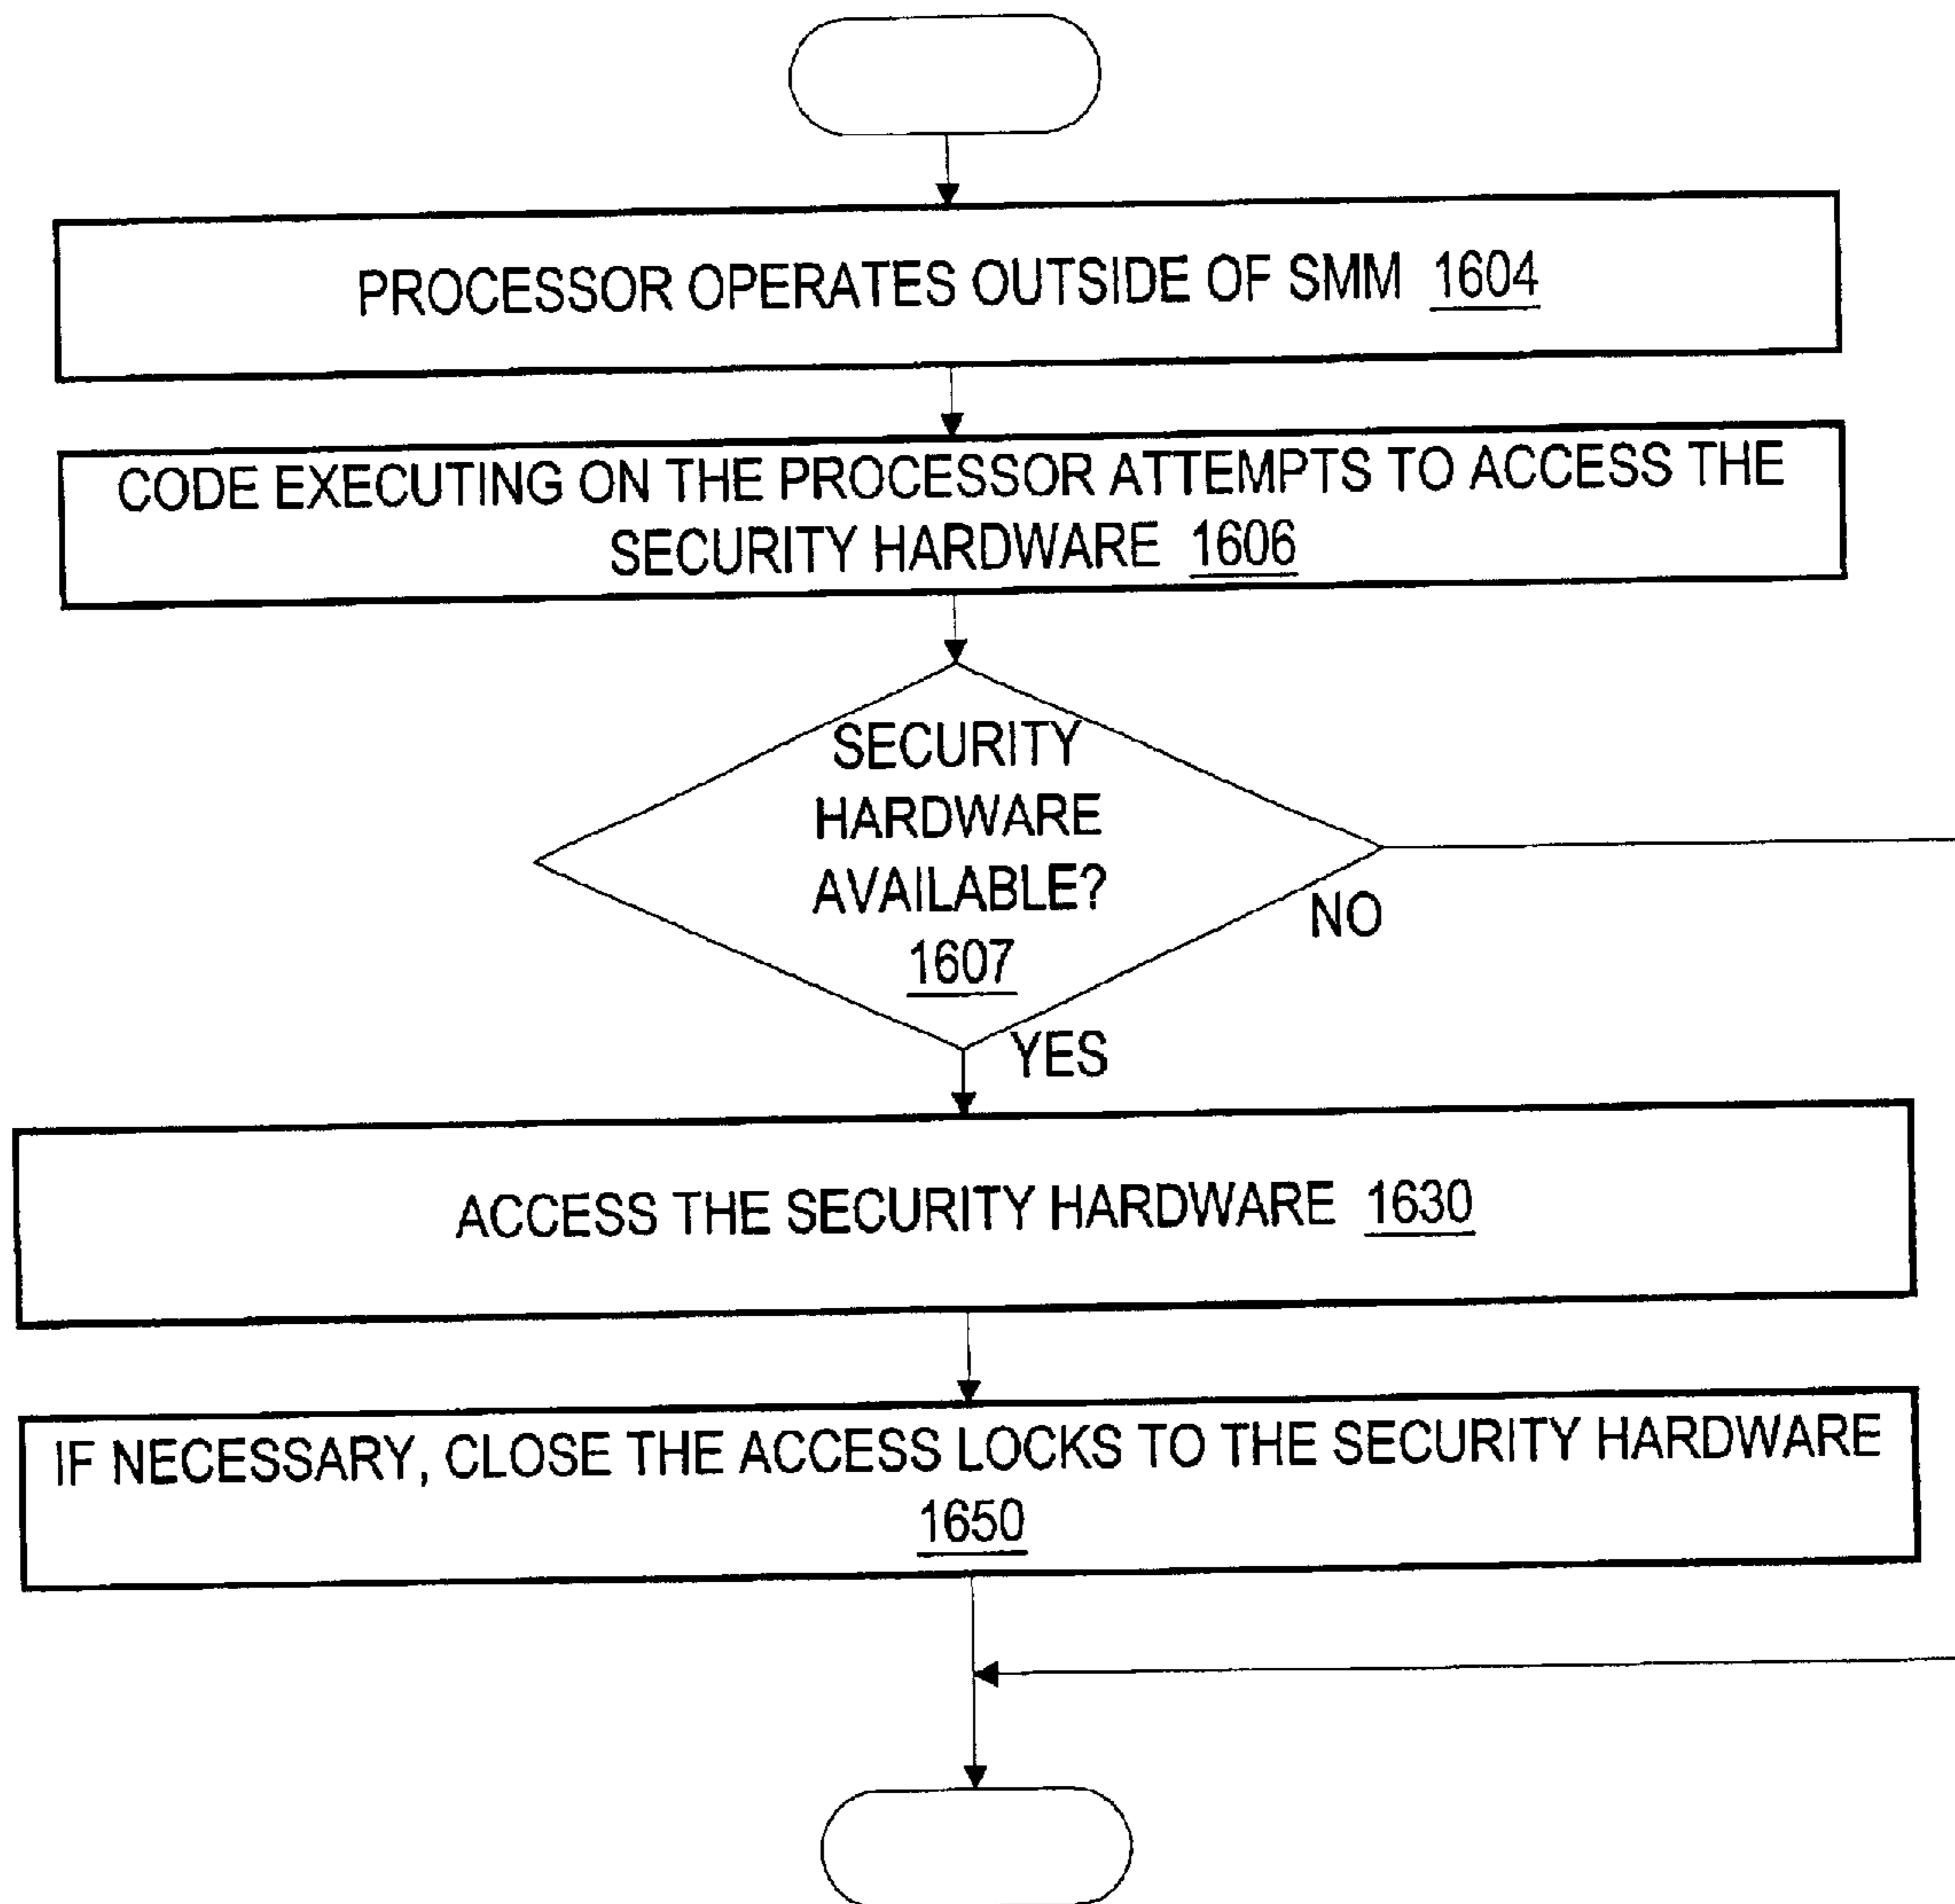 PROCESSOR OPERATES OUTSIDE OF SMM 1604
CODE EXECUTING ON THE PROCESSOR ATTEMPTS TO ACCESS THE
SECURITY HARDWARE 1606
SECURITY
HARDWARE
AVAILABLE?
1607
NO
YES
ACCESS THE SECURITY HARDWARE 1630
IF NECESSARY, CLOSE THE ACCESS LOCKS TO THE SECURITY HARDWARE
1650